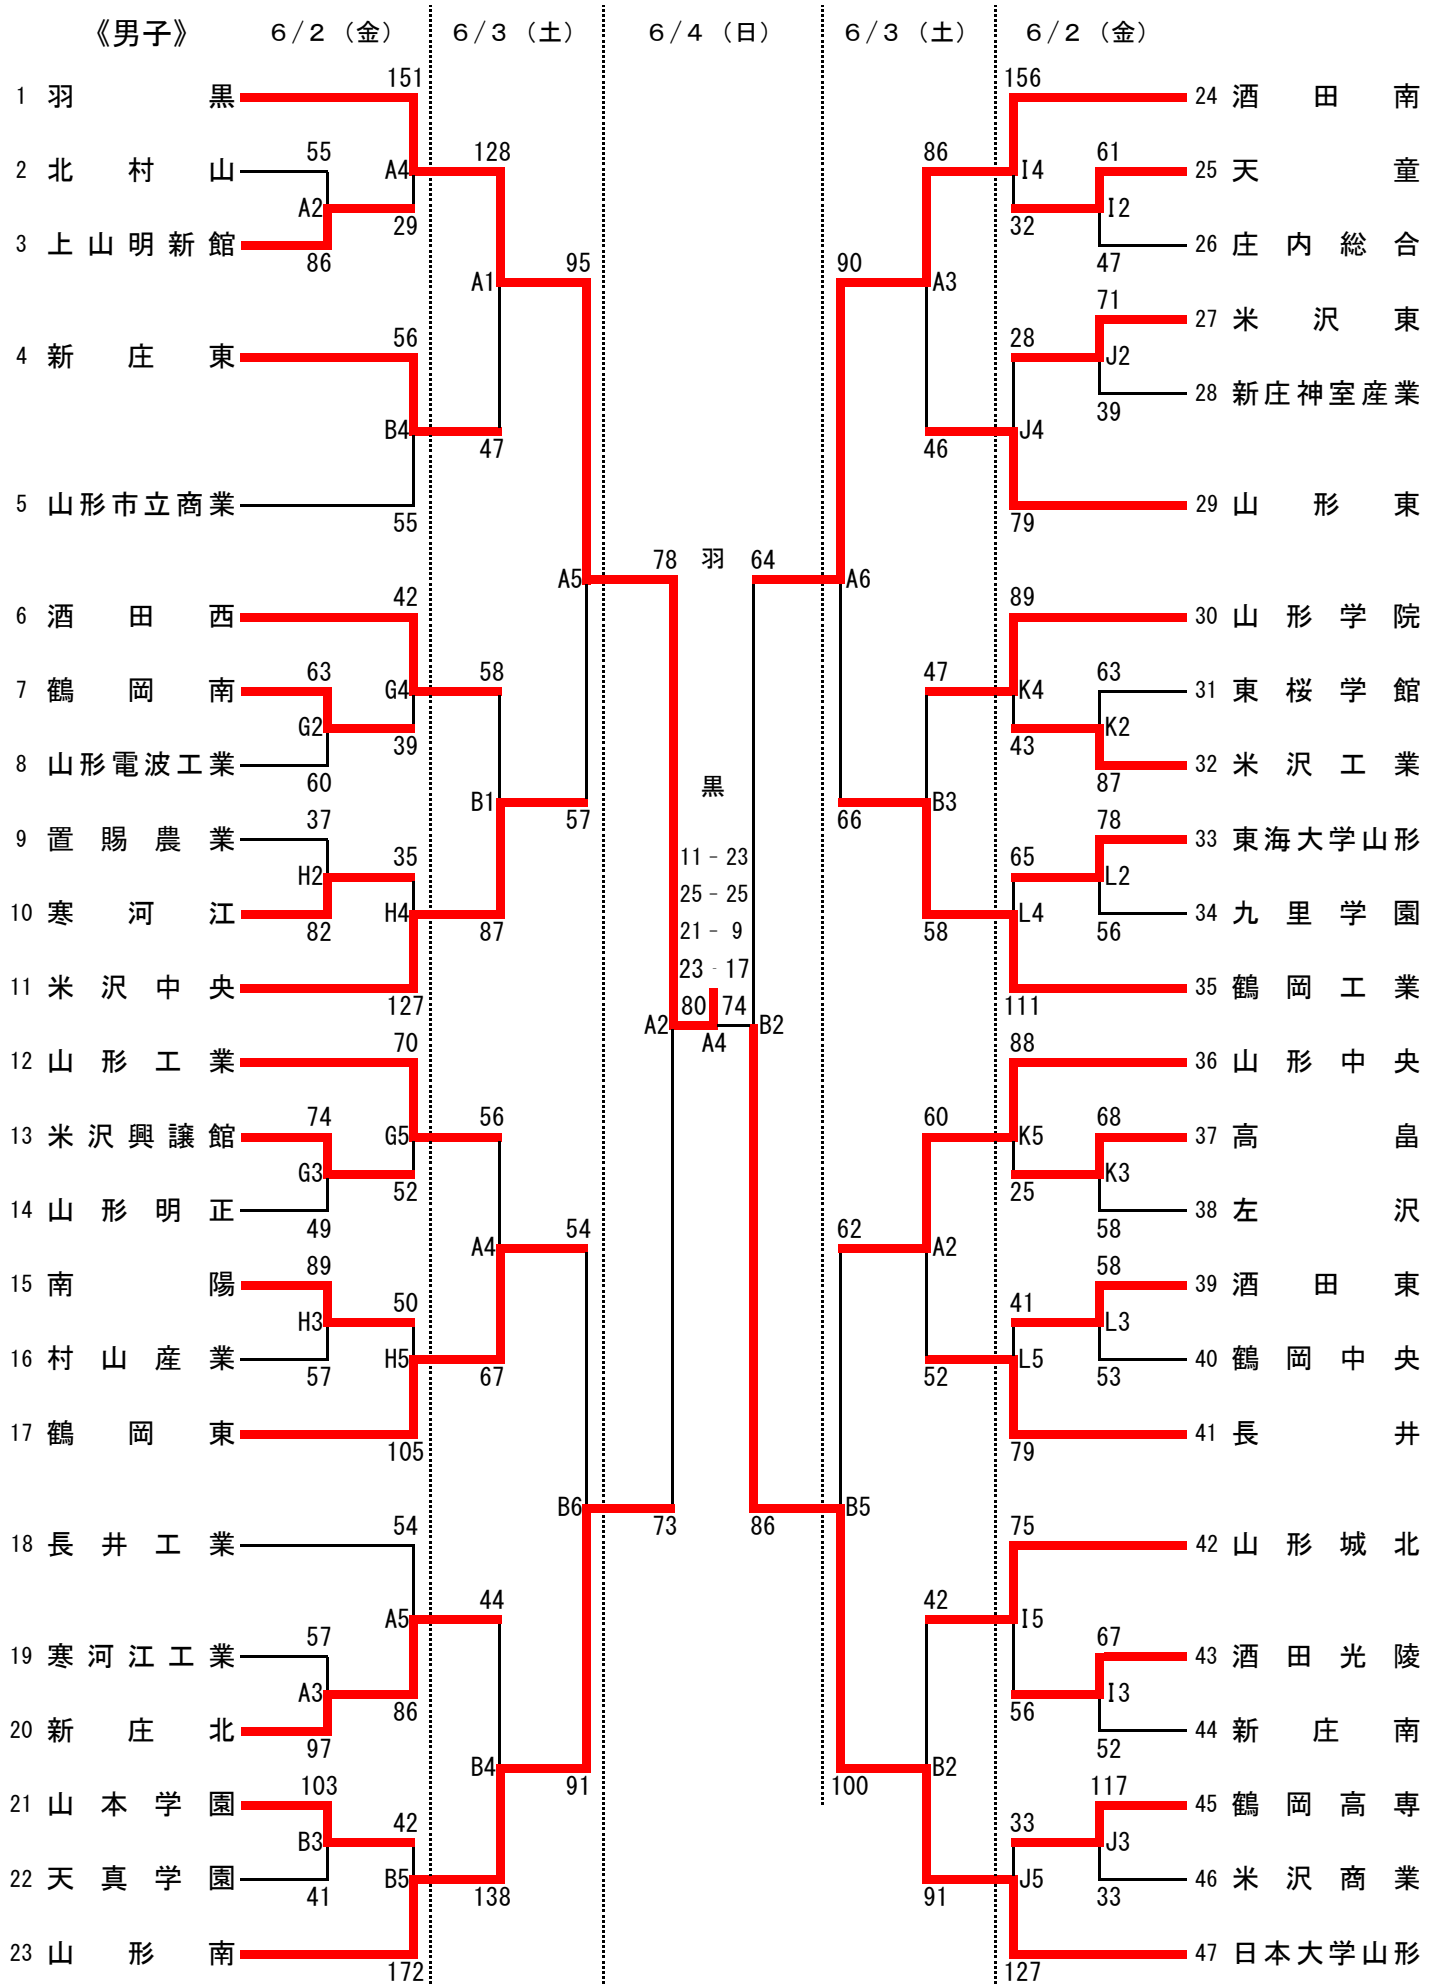 《男子》 6/2（金） 6/3（土） 6/4（日） 6/3（土） 6/2（金）
151 156
1 羽黒 24 酒田南
55 128 86 61
2 北村山 A4 I4 25 天童
A2 I2
29 32
3 上山明新館 26 庄内総合
86 95 90 47
A1 A3
71
27 米沢東
56 28
4 新庄東 J2
28 新庄神室産業
39
B4 J4
47 46
5 山形市立商業 29 山形東
55 79
78 羽 64
A5 A6
42 89
6 酒田西 30 山形学院
63 58 47 63
7 鶴岡南 G4 K4 31 東桜学館
G2 K2
39 43
8 山形電波工業 32 米沢工業
60 87
黒
B1 B3
37 57 66 78
9 置賜農業 33 東海大学山形
35 11-23 65
H2 L2
25-25
10 寒河江 H4 L4 34 九里学園
82 87 21-9 58 56
23-17
11 米沢中央 35 鶴岡工業
127 80 74 111
A2 B2
A4
70 88
12 山形工業 36 山形中央
74 56 60 68
13 米沢興譲館 G5 K5 37 高畠
G3 K3
52 25
14 山形明正 38 左沢
49 54 62 58
A4 A2
89 58
15 南陽 39 酒田東
50 41
H3 L3
16 村山産業 H5 L5 40 鶴岡中央
57 67 52 53
17 鶴岡東 41 長井
105 79
B6 B5
54 73 86 75
18 長井工業 42 山形城北
44 42
A5 I5
57 67
19 寒河江工業 43 酒田光陵
A3 I3
86 56
20 新庄北 44 新庄南
97 52
B4 B2
103 91 100 117
21 山本学園 45 鶴岡高専
42 33
B3 J3
22 天真学園 B5 J5 46 米沢商業
41 138 91 33
23 山形南 47 日本大学山形
172 127